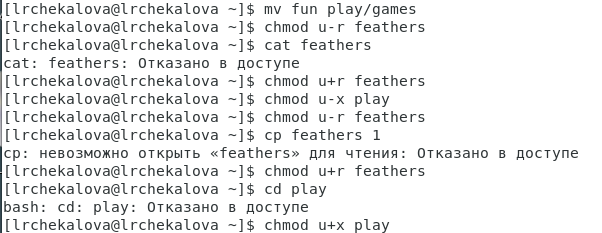 [lrchekalova@lrchekalova ~]$ mv fun play/games
[lrchekalova@lrchekalova ~]$ chmod u-r feathers
[lrchekalova@lrchekalova ~]$ cat feathers
cat: feathers: Отказано в доступе
[lrchekalova@lrchekalova ~]$ chmod u+r feathers
[lrchekalova@lrchekalova ~]$ chmod u-x play
[lrchekalova@lrchekalova ~]$ chmod u-r feathers
[lrchekalova@lrchekalova ~]$ cp feathers 1
cp: невозможно открыть «feathers» для чтения: Отказано в доступе
[lrchekalova@lrchekalova ~]$ chmod u+r feathers
[lrchekalova@lrchekalova ~]$ cd play
bash: cd: play: Отказано в доступе
[lrchekalova@lrchekalova ~]$ chmod u+x play